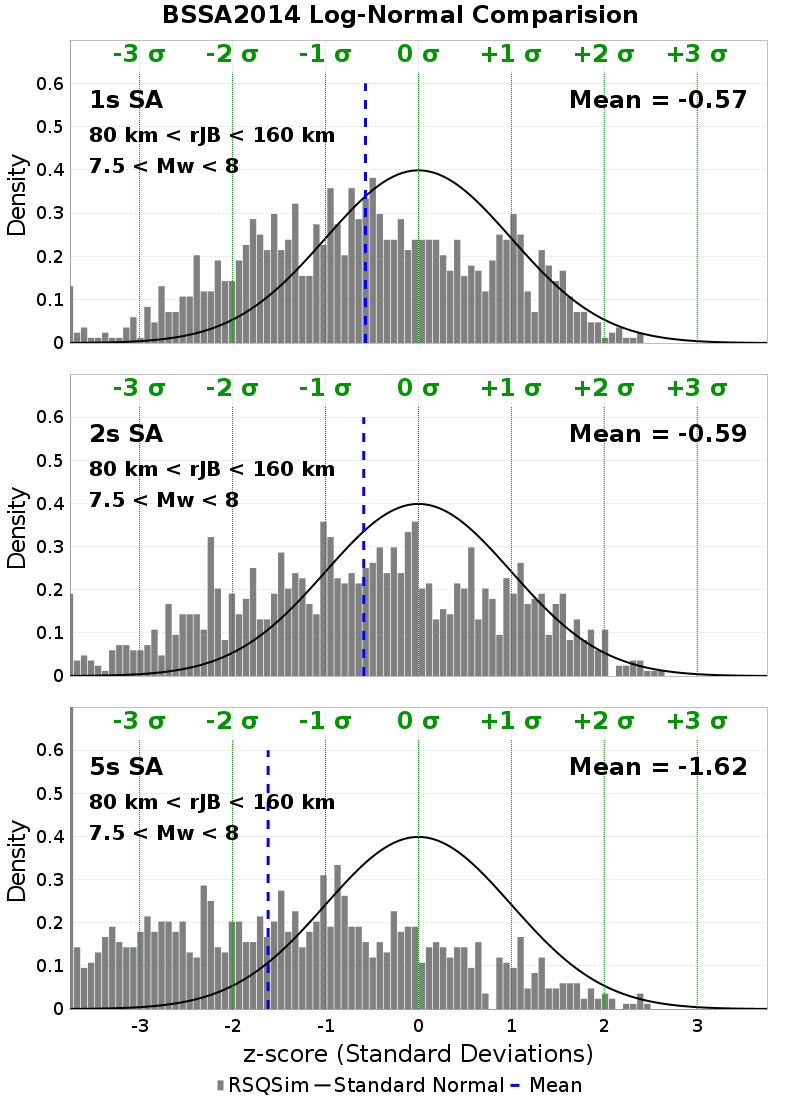 BSSA2014 Log-Normal Comparision
-3 σ -2 σ -1 σ 0 σ +1 σ +2 σ +3 σ
1s SA
Mean = -0.57
80 km < rJB < 160 km
7.5 < Mw < 8
Density
0.6
0.5
0.4
0.3
0.2
0.1
0
-3 σ -2 σ -1 σ 0 σ +1 σ +2 σ +3 σ
2s SA
Mean = -0.59
80 km < rJB < 160 km
7.5 < Mw < 8
Density
0.6
0.5
0.4
0.3
0.2
0.1
0
-3 σ -2 σ -1 σ 0 σ +1 σ +2 σ +3 σ
5s SA
Mean = -1.62
80 km < rJB < 160 km
7.5 < Mw < 8
Density
0.6
0.5
0.4
0.3
0.2
0.1
0
-3 -2 -1 0 1 2 3
z-score (Standard Deviations)
RSQSim Standard Normal Mean